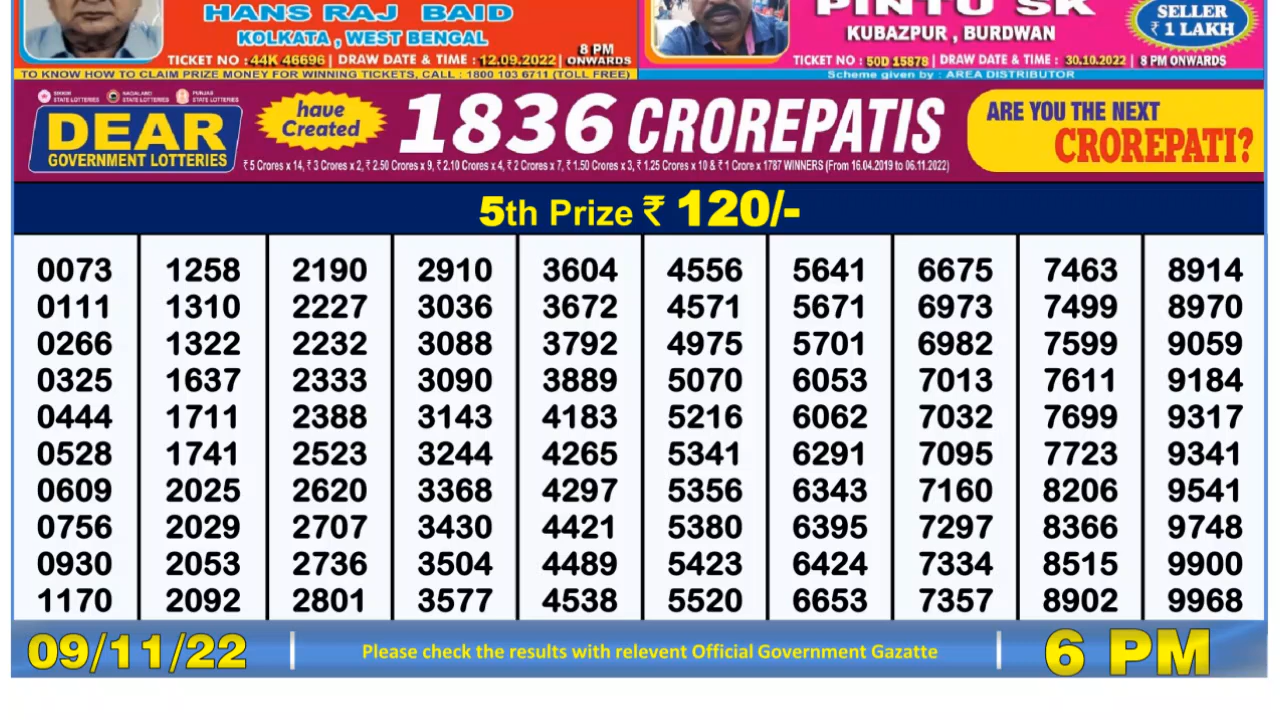 HANS RAJ BAID
KOLKATA , WEST BENGAL
TICKET NO : 44K 46696 | DRAW DATE & TIME : 12.09.2022 | 8 PM ONWARDS
TO KNOW HOW TO CLAIM PRIZE MONEY FOR WINNING TICKETS, CALL : 1800 103 6711 (TOLL FREE)
PINTU SK
KUBAZPUR , BURDWAN
TICKET NO : 50D 15878 | DRAW DATE & TIME : 30.10.2022 | 8 PM ONWARDS
Scheme given by : AREA DISTRIBUTOR
SELLER
₹ 1 LAKH
SIKKIM STATE LOTTERIES NAGALAND STATE LOTTERIES PUNJAB STATE LOTTERIES
DEAR
GOVERNMENT LOTTERIES
have
Created
1836 CROREPATIS
₹ 5 Crores x 14, ₹ 3 Crores x 2, ₹ 2.50 Crores x 9, ₹ 2.10 Crores x 4, ₹ 2 Crores x 7, ₹ 1.50 Crores x 3, ₹ 1.25 Crores x 10 & ₹ 1 Crore x 1787 WINNERS (From 16.04.2019 to 06.11.2022)
ARE YOU THE NEXT
CROREPATI?
5th Prize ₹ 120/-
0073 1258 2190 2910 3604 4556 5641 6675 7463 8914
0111 1310 2227 3036 3672 4571 5671 6973 7499 8970
0266 1322 2232 3088 3792 4975 5701 6982 7599 9059
0325 1637 2333 3090 3889 5070 6053 7013 7611 9184
0444 1711 2388 3143 4183 5216 6062 7032 7699 9317
0528 1741 2523 3244 4265 5341 6291 7095 7723 9341
0609 2025 2620 3368 4297 5356 6343 7160 8206 9541
0756 2029 2707 3430 4421 5380 6395 7297 8366 9748
0930 2053 2736 3504 4489 5423 6424 7334 8515 9900
1170 2092 2801 3577 4538 5520 6653 7357 8902 9968
09/11/22 | Please check the results with relevent Official Government Gazatte | 6 PM